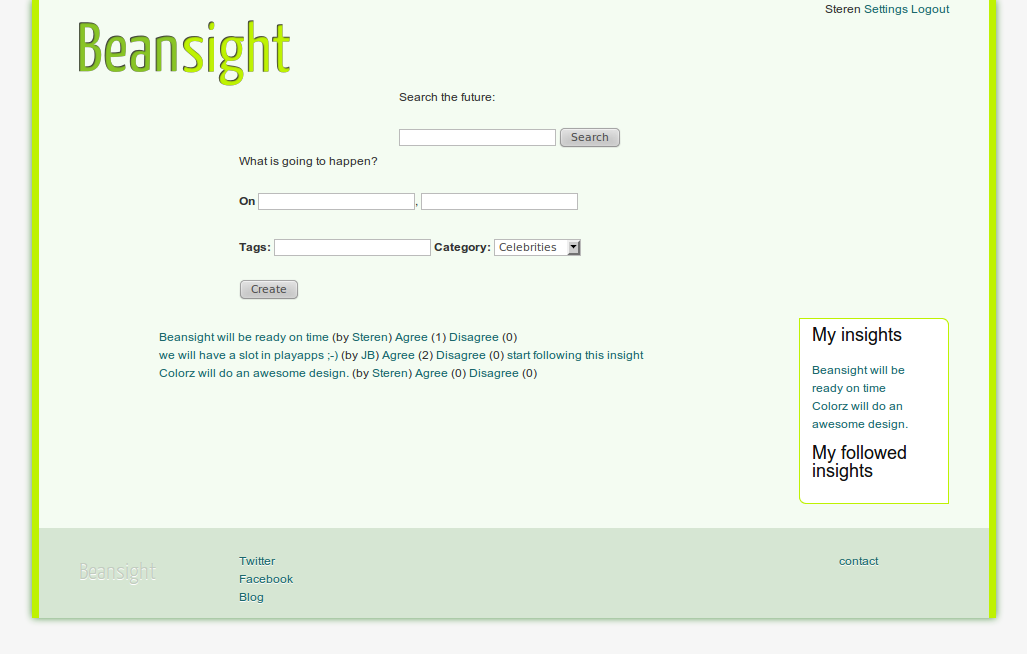 Steren Settings Logout
Beansight
Search the future:
Search
What is going to happen?
On ,
Tags: Category: Celebrities
Create
Beansight will be ready on time (by Steren) Agree (1) Disagree (0)
we will have a slot in playapps ;-) (by JB) Agree (2) Disagree (0) start following this insight
Colorz will do an awesome design. (by Steren) Agree (0) Disagree (0)
My insights
Beansight will be
ready on time
Colorz will do an
awesome design.
My followed
insights
Beansight
Twitter
Facebook
Blog
contact